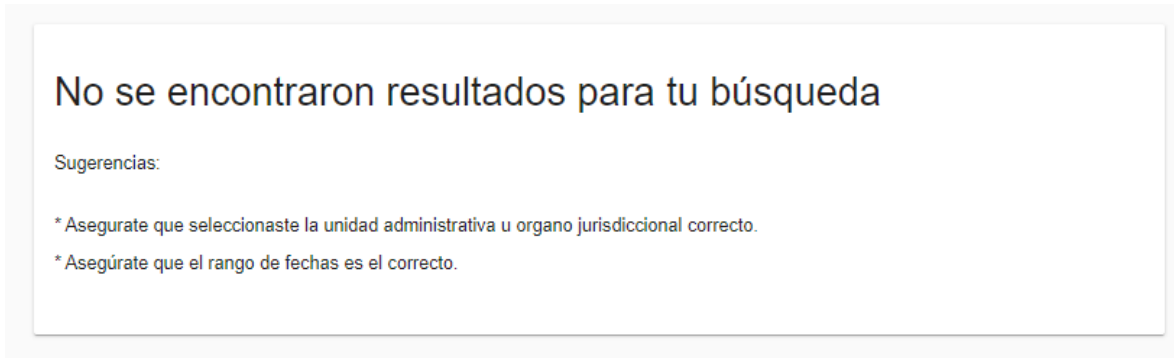 No se encontraron resultados para tu búsqueda
Sugerencias:
* Asegurate que seleccionaste la unidad administrativa u organo jurisdiccional correcto.
* Asegúrate que el rango de fechas es el correcto.